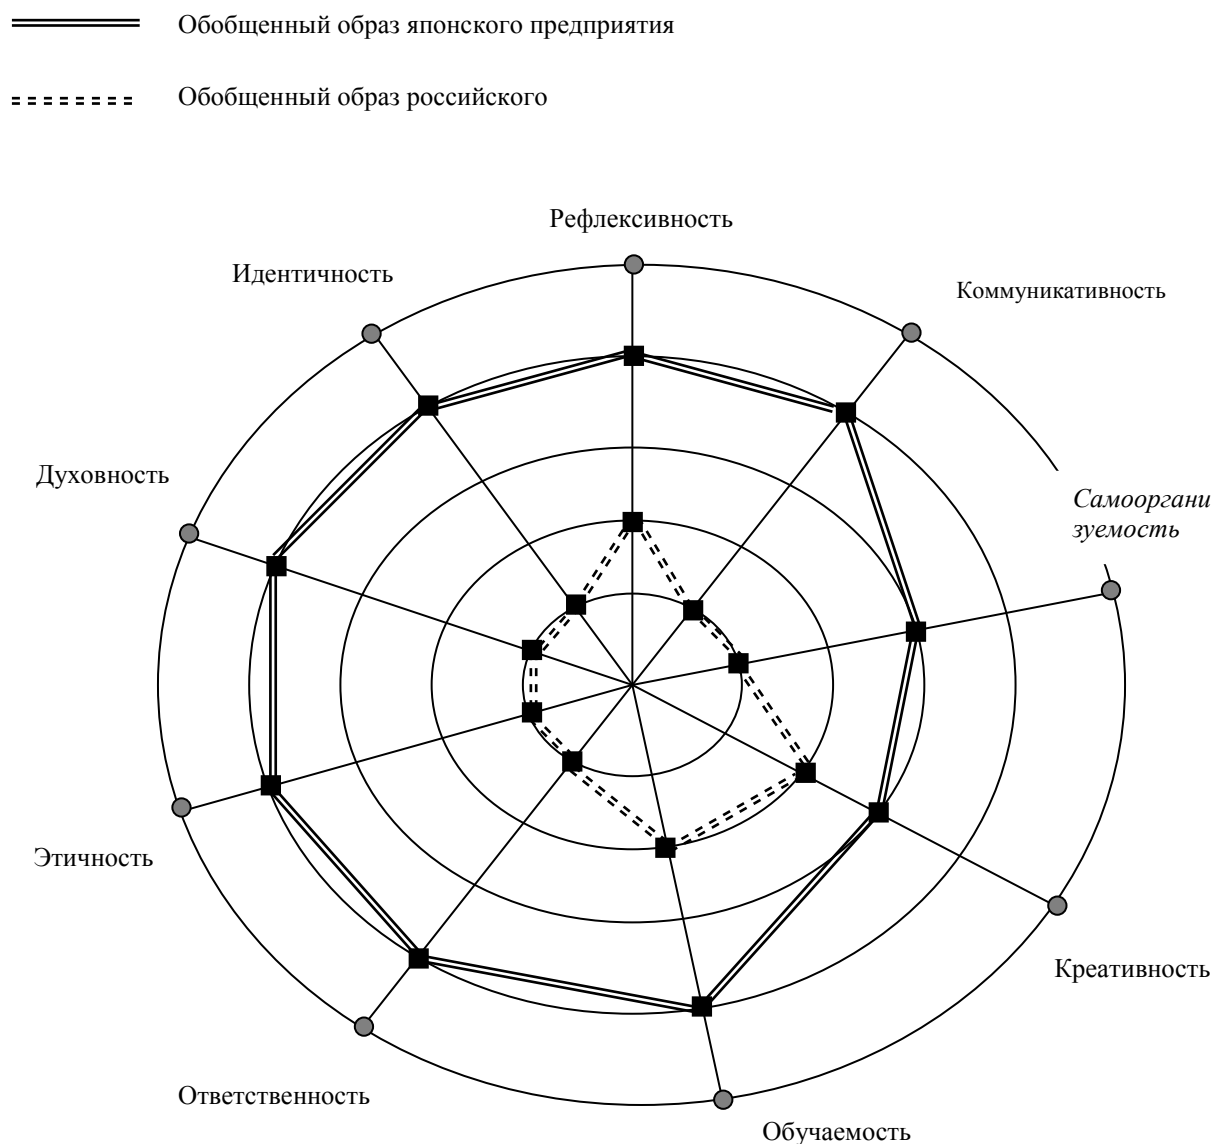 Обобщенный образ японского предприятия
Обобщенный образ российского
Рефлексивность
Идентичность
Коммуникативность
Духовность
Самооргани
зуемость
Этичность
Креативность
Ответственность
Обучаемость